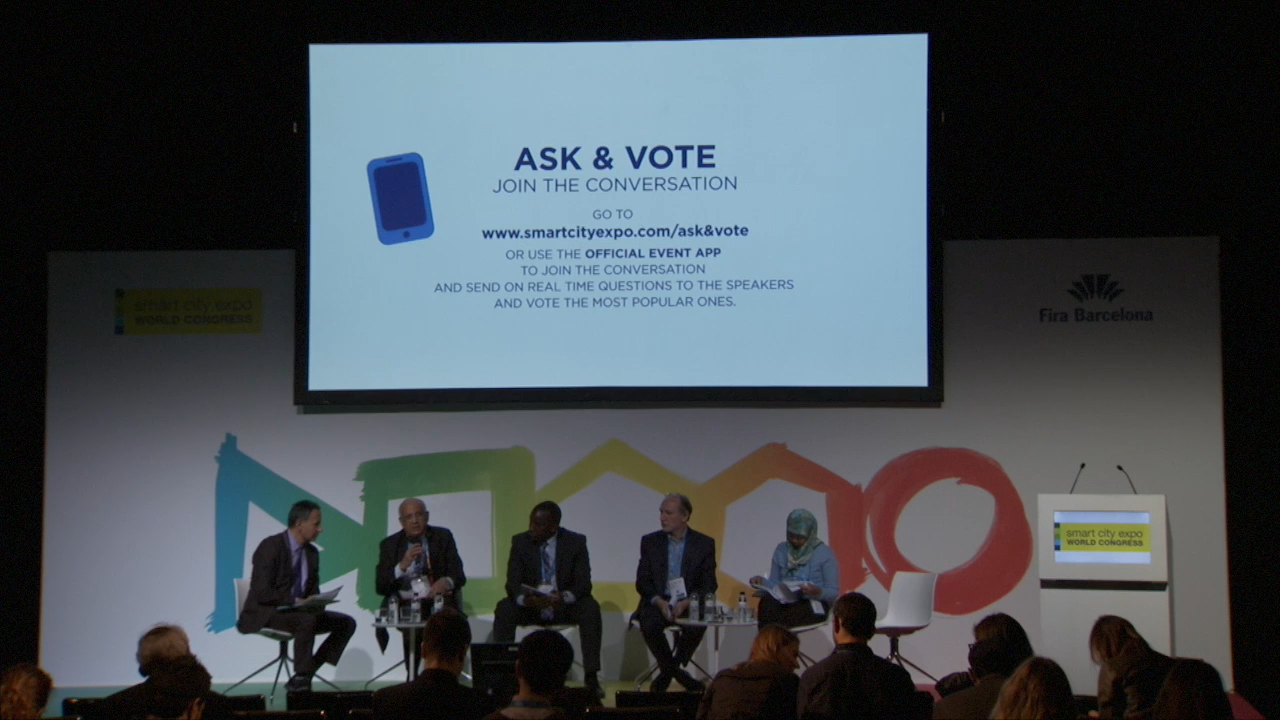 ASK & VOTE
JOIN THE CONVERSATION
GO TO
www.smartcityexpo.com/ask&vote
OR USE THE OFFICIAL EVENT APP
TO JOIN THE CONVERSATION
AND SEND ON REAL TIME QUESTIONS TO THE SPEAKERS
AND VOTE THE MOST POPULAR ONES.
smart city expo
WORLD CONGRESS
Fira Barcelona
smart city expo
WORLD CONGRESS